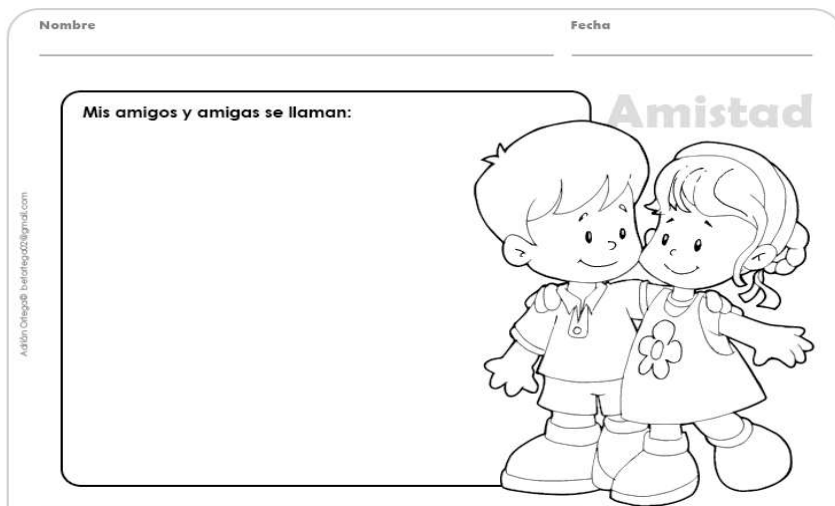 Nombre
Fecha
Amistad
Mis amigos y amigas se llaman:
Adrián Ortega© betortega02@gmail.com